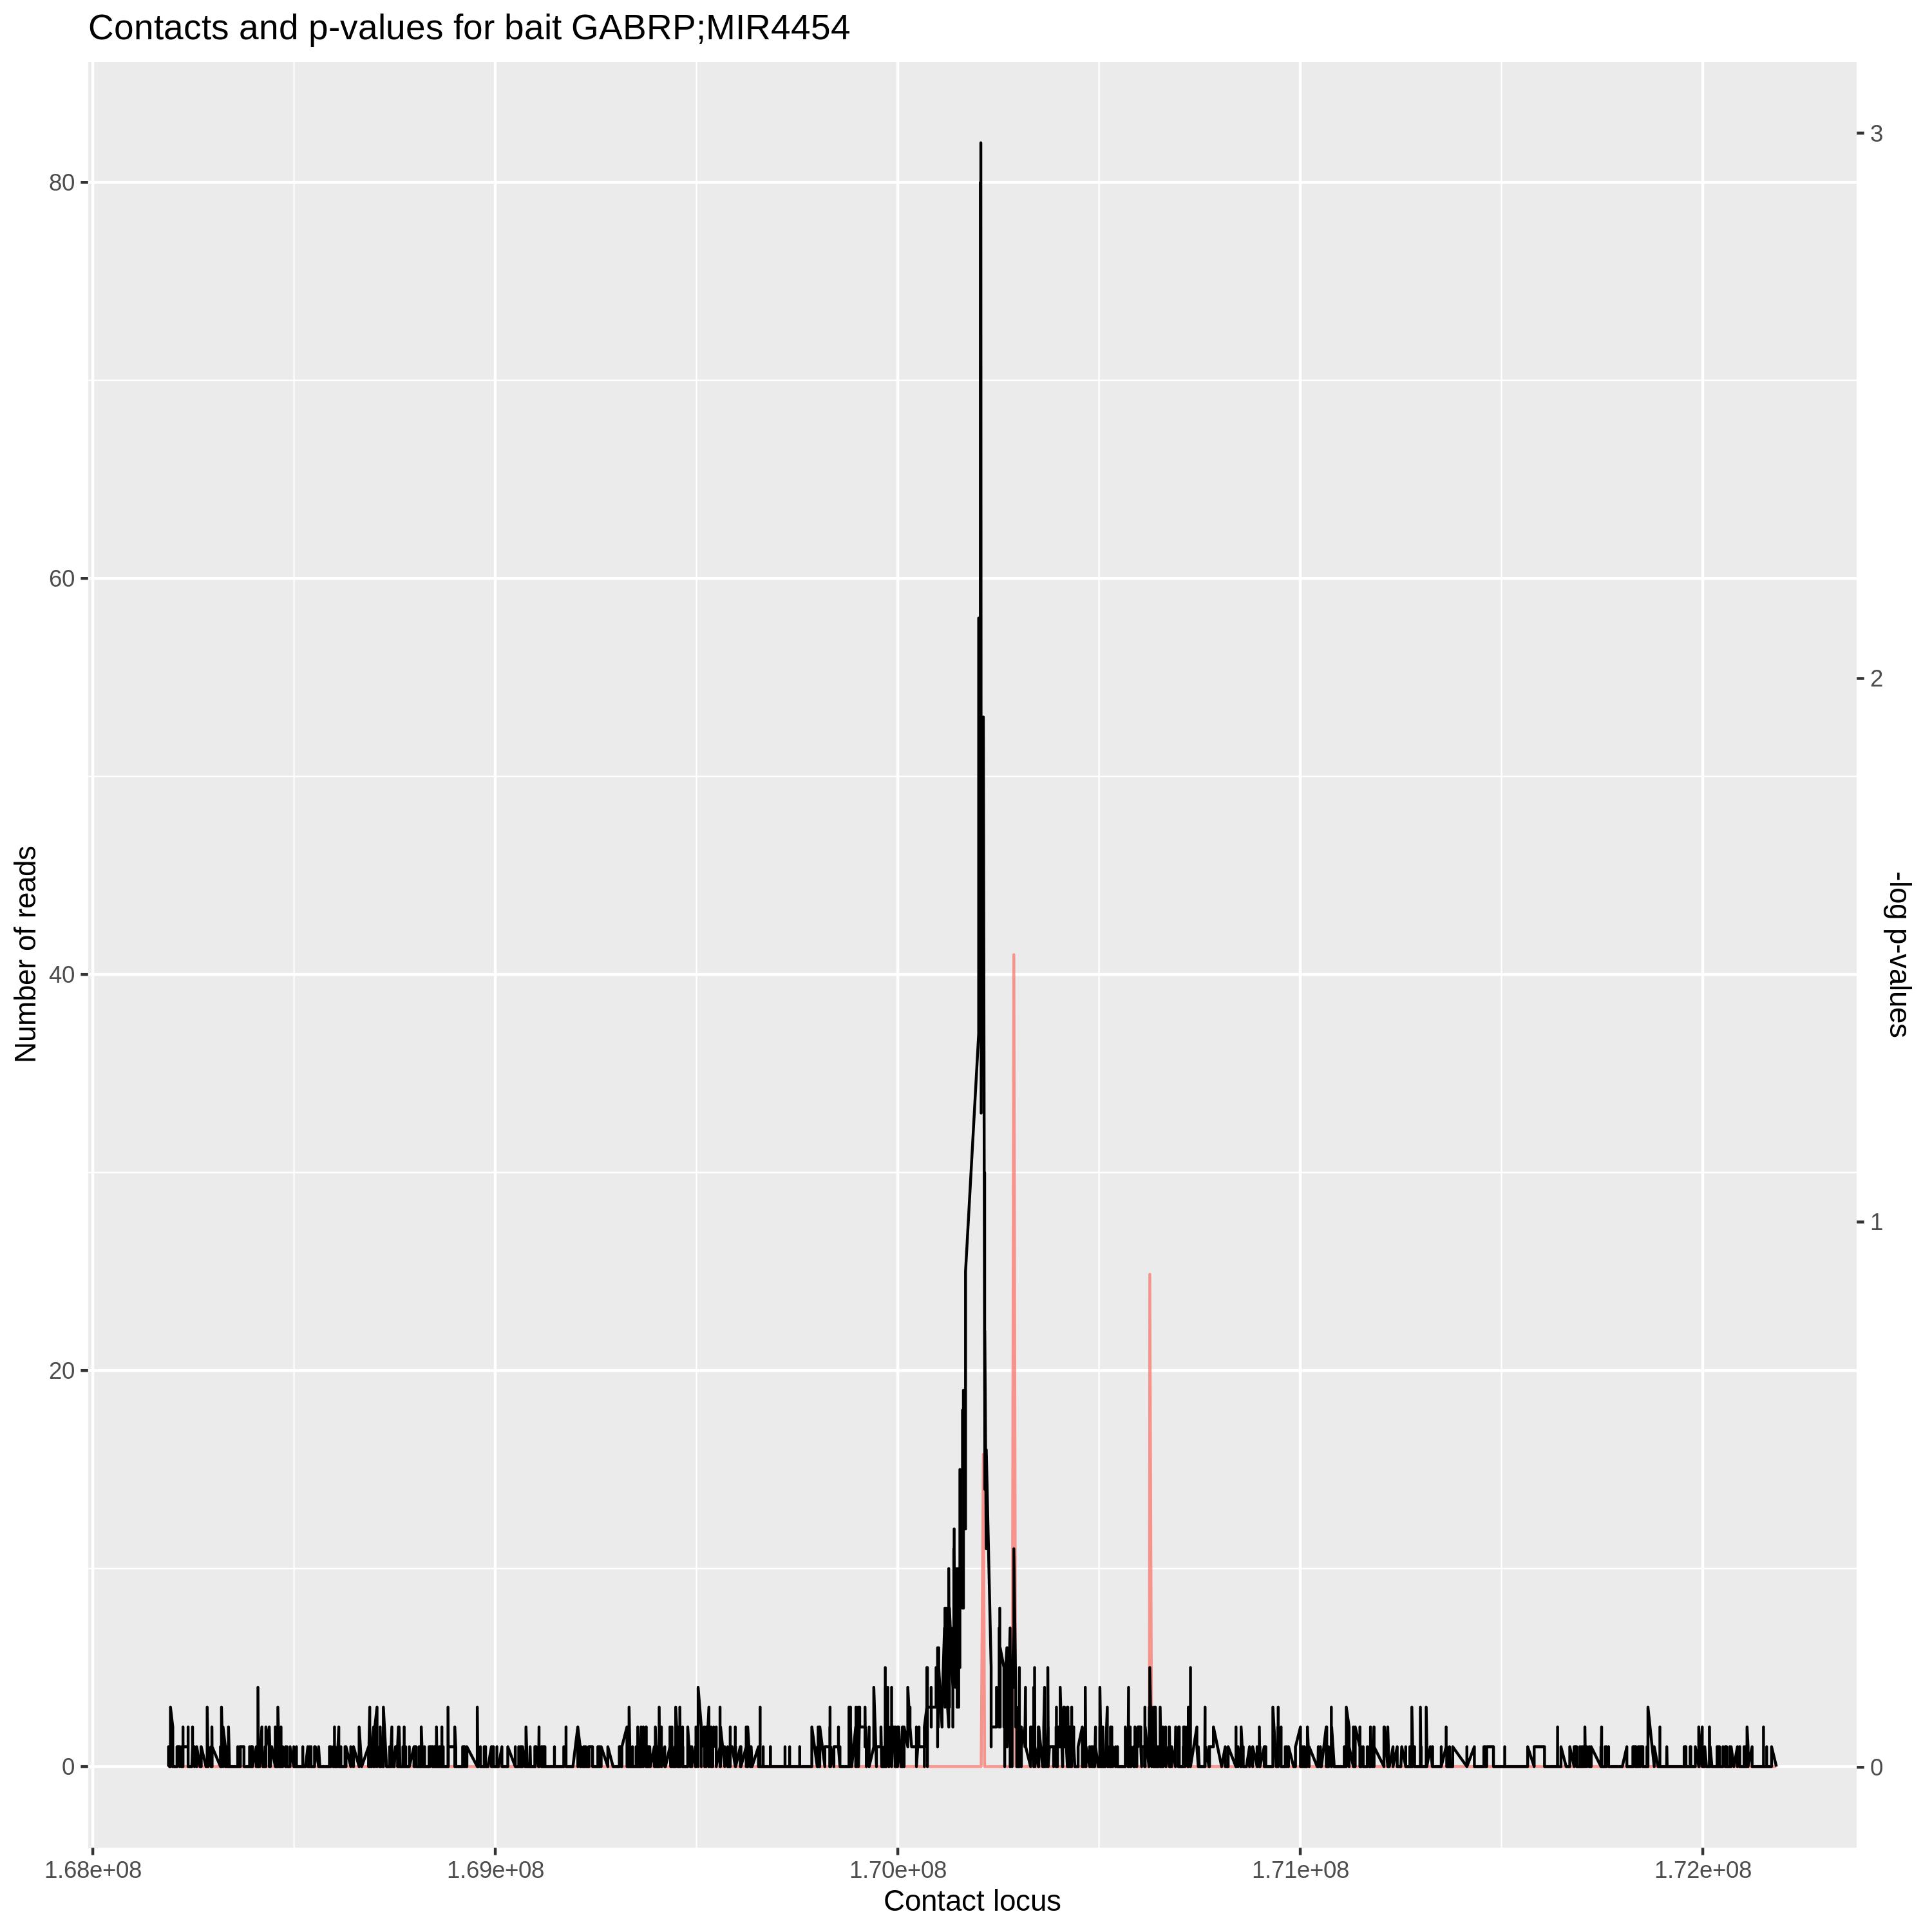 Contacts and p-values for bait GABRP;MIR4454
80
60
40
20
0
Number of reads
3
2
1
0
-log p-values
1.68e+08
1.69e+08
1.70e+08
1.71e+08
1.72e+08
Contact locus